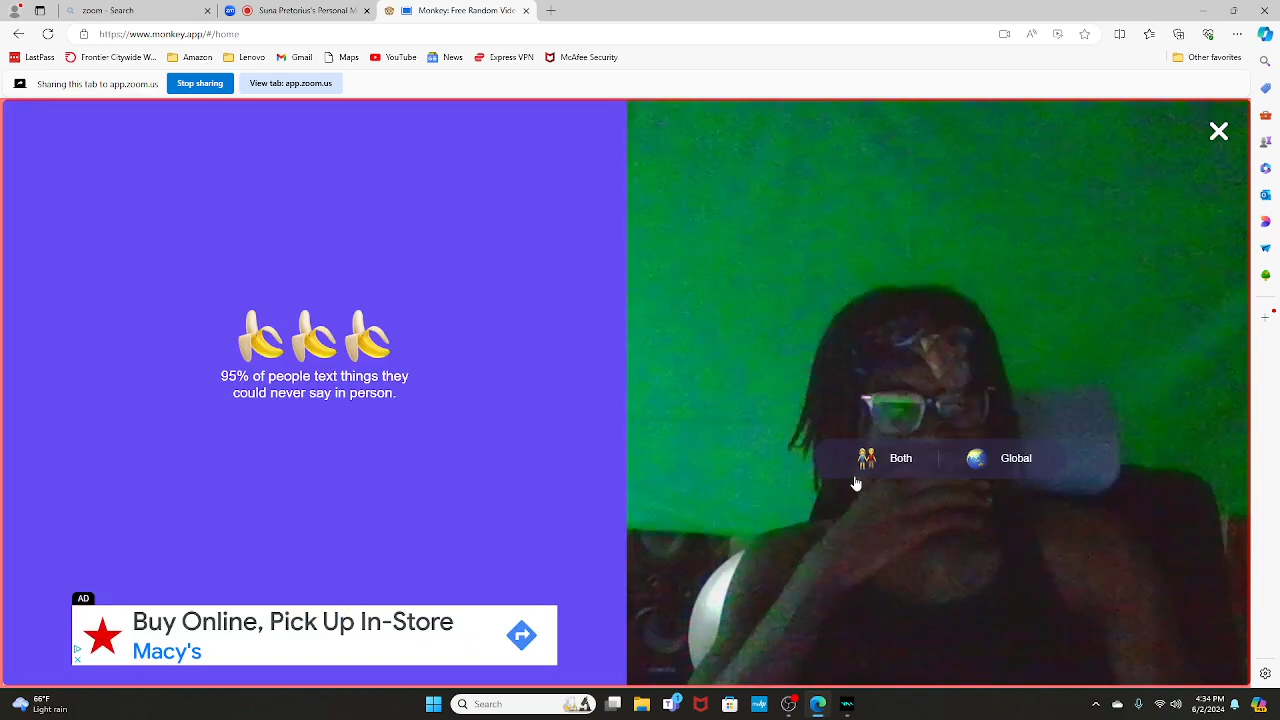 zoom - Search
Suna Pretorius's Personal M
Monkey: Free Random Vide
https://www.monkey.app/#/home
LastPass
Frontier Citywide W...
Amazon
Lenovo
Gmail
Maps
YouTube
News
Express VPN
McAfee Security
Other favorites
Sharing this tab to app.zoom.us
Stop sharing
View tab: app.zoom.us
95% of people text things they
could never say in person.
Both
Global
AD
Buy Online, Pick Up In-Store
Macy's
66°F
Light rain
Search
4:34 PM
6/2/2024